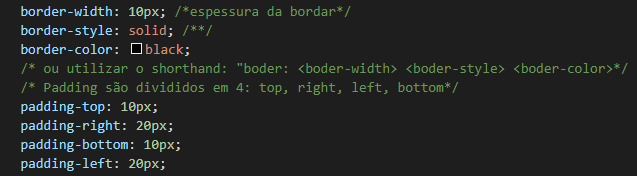 border-width: 10px; /*espessura da bordar*/
border-style: solid; /**/
border-color: black;
/* ou utilizar o shorthand: "boder: <boder-width> <boder-style> <boder-color>*/
/* Padding são divididos em 4: top, right, left, bottom*/
padding-top: 10px;
padding-right: 20px;
padding-bottom: 10px;
padding-left: 20px;